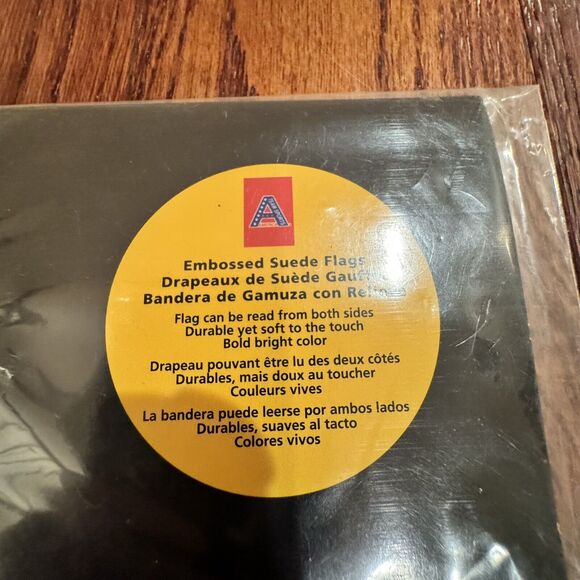 A
Embossed Suede Flags
Drapeaux de Suède
Bandera de Gamuza con
Flag can be read from both sides
Durable yet soft to the touch
Bold bright color
Drapeau pouvant être lu des deux côtés
Durables, mais doux au toucher
Couleurs vives
La bandera puede leerse por ambos lados
Durables, suaves al tacto
Colores vivos